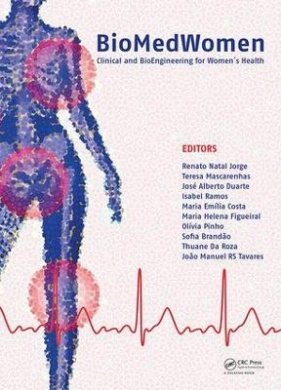 BioMedWomen
Clinical and BioEngineering for Women's Health
EDITORS
Renato Natal Jorge
Teresa Mascarenhas
José Alberto Duarte
Isabel Ramos
Maria Emília Costa
Maria Helena Figueiral
Olívia Pinho
Sofia Brandão
Thuane Da Roza
João Manuel RS Tavares
CRC Press